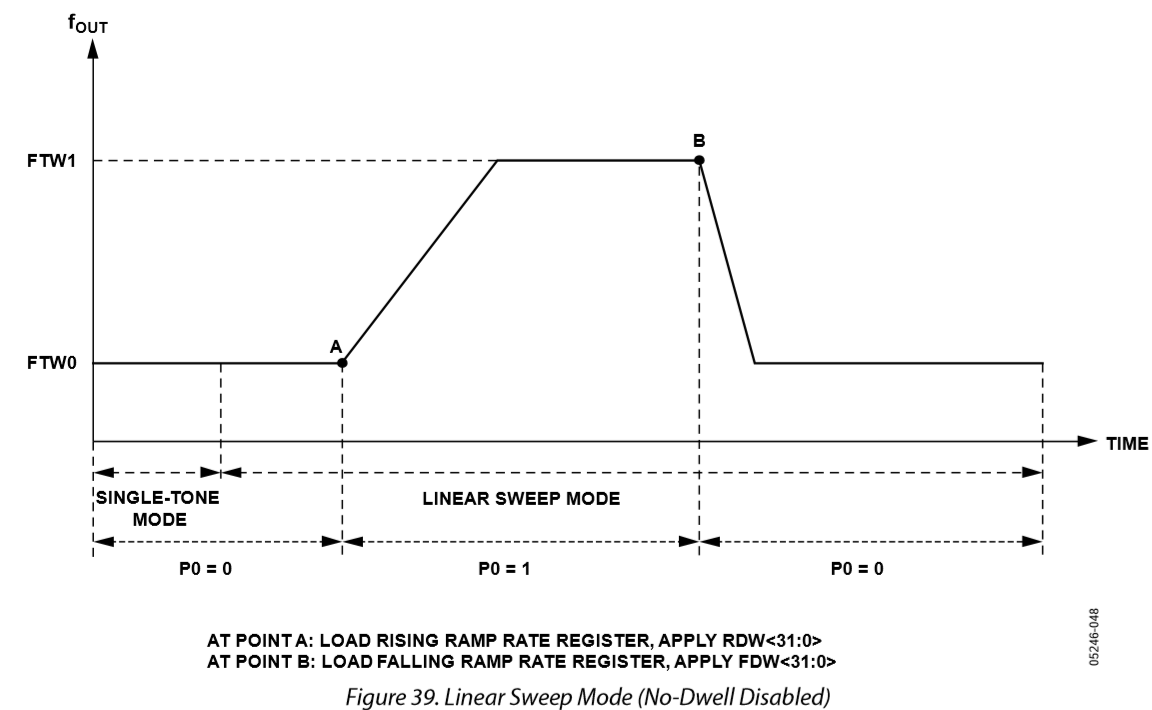 fOUT
B
FTW1
A
FTW0
TIME
SINGLE-TONE
MODE
LINEAR SWEEP MODE
P0 = 0
P0 = 1
P0 = 0
AT POINT A: LOAD RISING RAMP RATE REGISTER, APPLY RDW<31:0>
AT POINT B: LOAD FALLING RAMP RATE REGISTER, APPLY FDW<31:0>
05246-048
Figure 39. Linear Sweep Mode (No-Dwell Disabled)